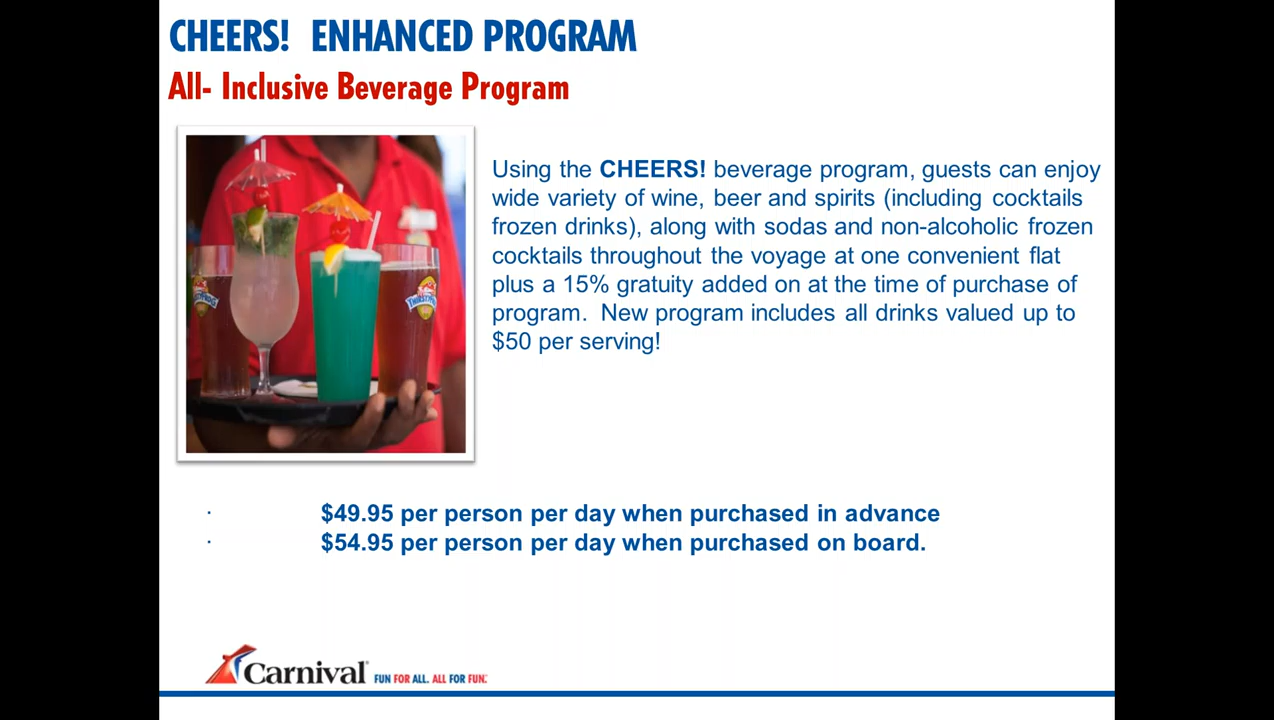 CHEERS! ENHANCED PROGRAM
All- Inclusive Beverage Program
Using the CHEERS! beverage program, guests can enjoy
wide variety of wine, beer and spirits (including cocktails
frozen drinks), along with sodas and non-alcoholic frozen
cocktails throughout the voyage at one convenient flat
plus a 15% gratuity added on at the time of purchase of
program. New program includes all drinks valued up to
$50 per serving!
· $49.95 per person per day when purchased in advance
· $54.95 per person per day when purchased on board.
Carnival® FUN FOR ALL. ALL FOR FUN.